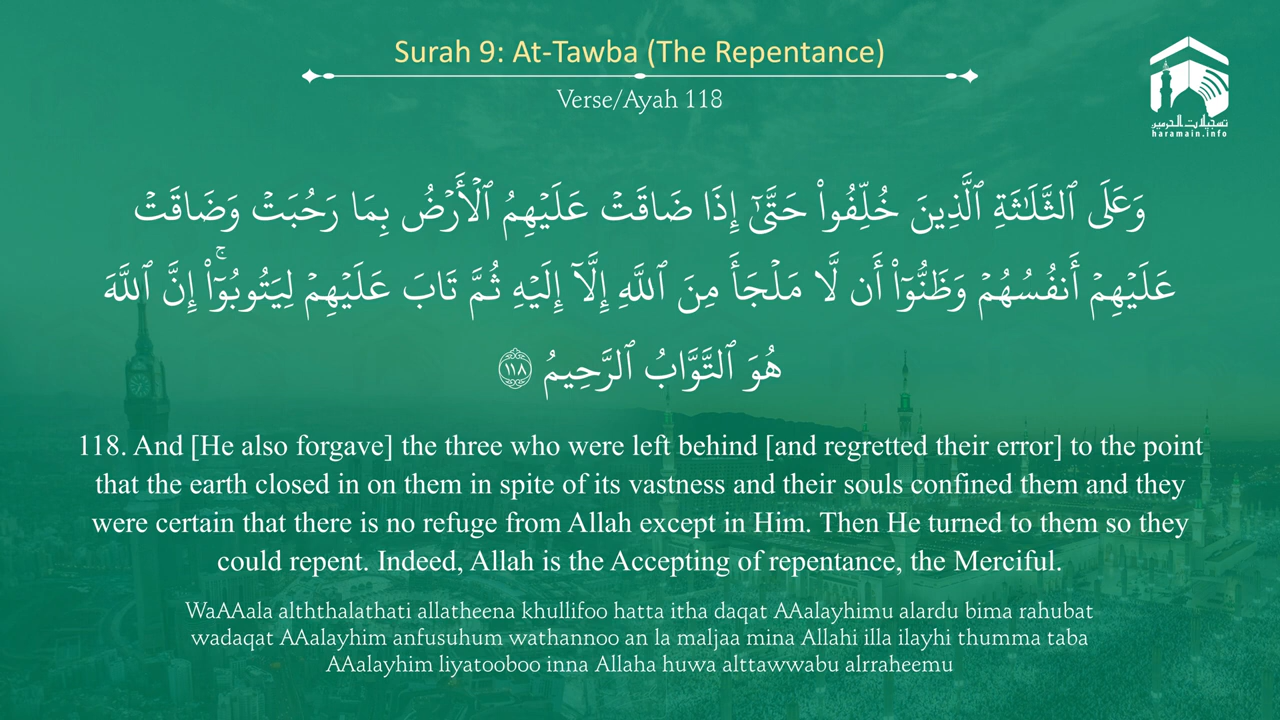 Surah 9: At-Tawba (The Repentance)
Verse/Ayah 118
تسجيلات الحرمين
haramain.info
وَعَلَى ٱلثَّلَـٰثَةِ ٱلَّذِينَ خُلِّفُوا۟ حَتَّىٰٓ إِذَا ضَاقَتْ عَلَيْهِمُ ٱلْأَرْضُ بِمَا رَحُبَتْ وَضَاقَتْ
عَلَيْهِمْ أَنفُسُهُمْ وَظَنُّوٓا۟ أَن لَّا مَلْجَأَ مِنَ ٱللَّهِ إِلَّآ إِلَيْهِ ثُمَّ تَابَ عَلَيْهِمْ لِيَتُوبُوٓا۟ ۚ إِنَّ ٱللَّهَ
هُوَ ٱلتَّوَّابُ ٱلرَّحِيمُ ١١٨
118. And [He also forgave] the three who were left behind [and regretted their error] to the point
that the earth closed in on them in spite of its vastness and their souls confined them and they
were certain that there is no refuge from Allah except in Him. Then He turned to them so they
could repent. Indeed, Allah is the Accepting of repentance, the Merciful.
WaAAala alththalathati allatheena khullifoo hatta itha daqat AAalayhimu alardu bima rahubat
wadaqat AAalayhim anfusuhum wathannoo an la maljaa mina Allahi illa ilayhi thumma taba
AAalayhim liyatooboo inna Allaha huwa alttawwabu alrraheemu